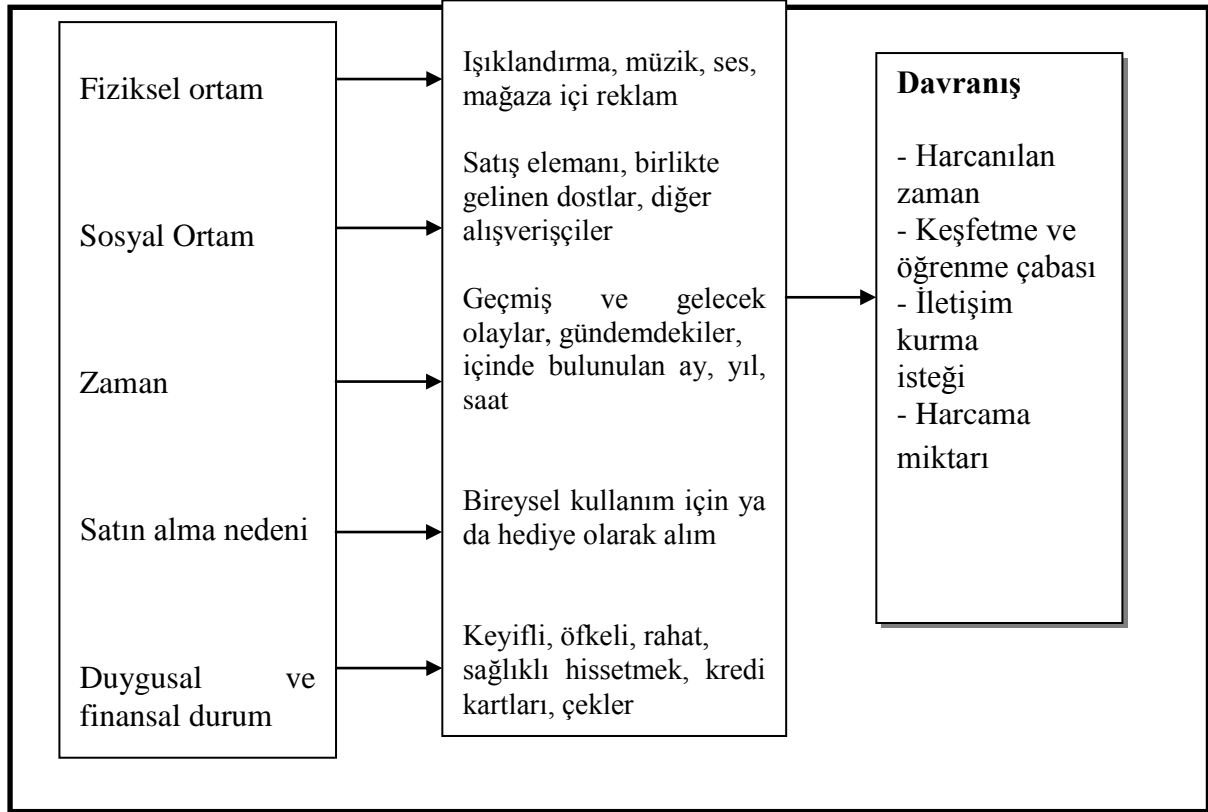 Fiziksel ortam
Sosyal Ortam
Zaman
Satın alma nedeni
Duygusal ve
finansal durum
Işıklandırma, müzik, ses,
mağaza içi reklam
Satış elemanı, birlikte
gelinen dostlar, diğer
alışverişçiler
Geçmiş ve gelecek
olaylar, gündemdekiler,
içinde bulunulan ay, yıl,
saat
Bireysel kullanım için ya
da hediye olarak alım
Keyifli, öfkeli, rahat,
sağlıklı hissetmek, kredi
kartları, çekler
Davranış
- Harcanılan
zaman
- Keşfetme ve
öğrenme çabası
- İletişim
kurma
isteği
- Harcama
miktarı